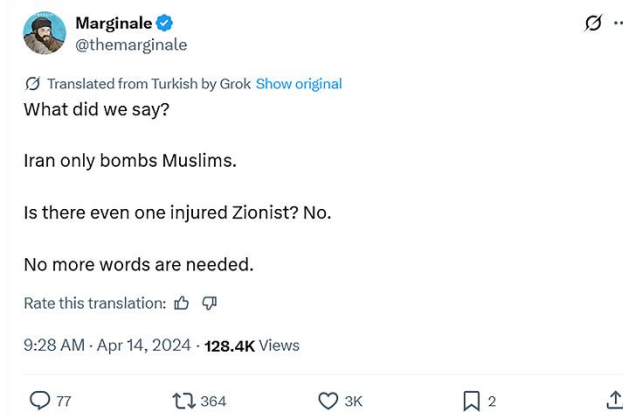 Marginale
@themarginale
Translated from Turkish by Grok Show original
What did we say?
Iran only bombs Muslims.
Is there even one injured Zionist? No.
No more words are needed.
Rate this translation:
9:28 AM · Apr 14, 2024 · 128.4K Views
77 364 3K 2